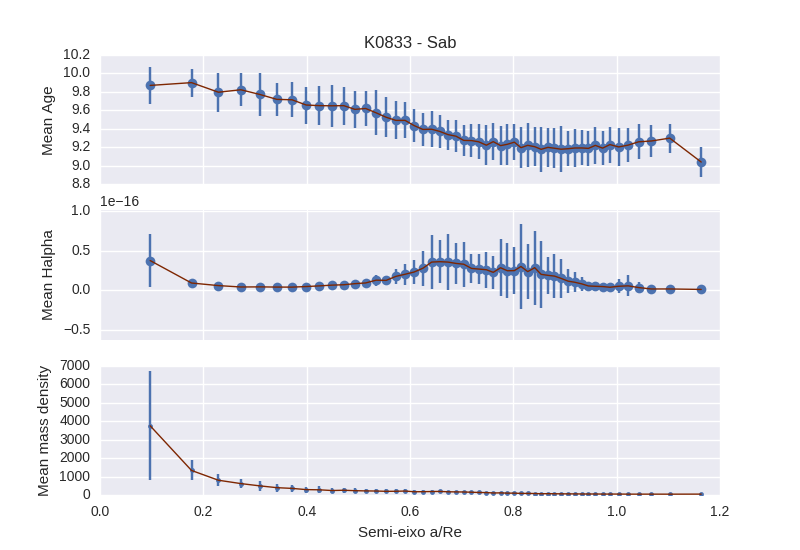 K0833 - Sab
Mean Age
10.2
10.0
9.8
9.6
9.4
9.2
9.0
8.8
1e−16
Mean Halpha
1.0
0.5
0.0
−0.5
Mean mass density
7000
6000
5000
4000
3000
2000
1000
0
0.0 0.2 0.4 0.6 0.8 1.0 1.2
Semi-eixo a/Re